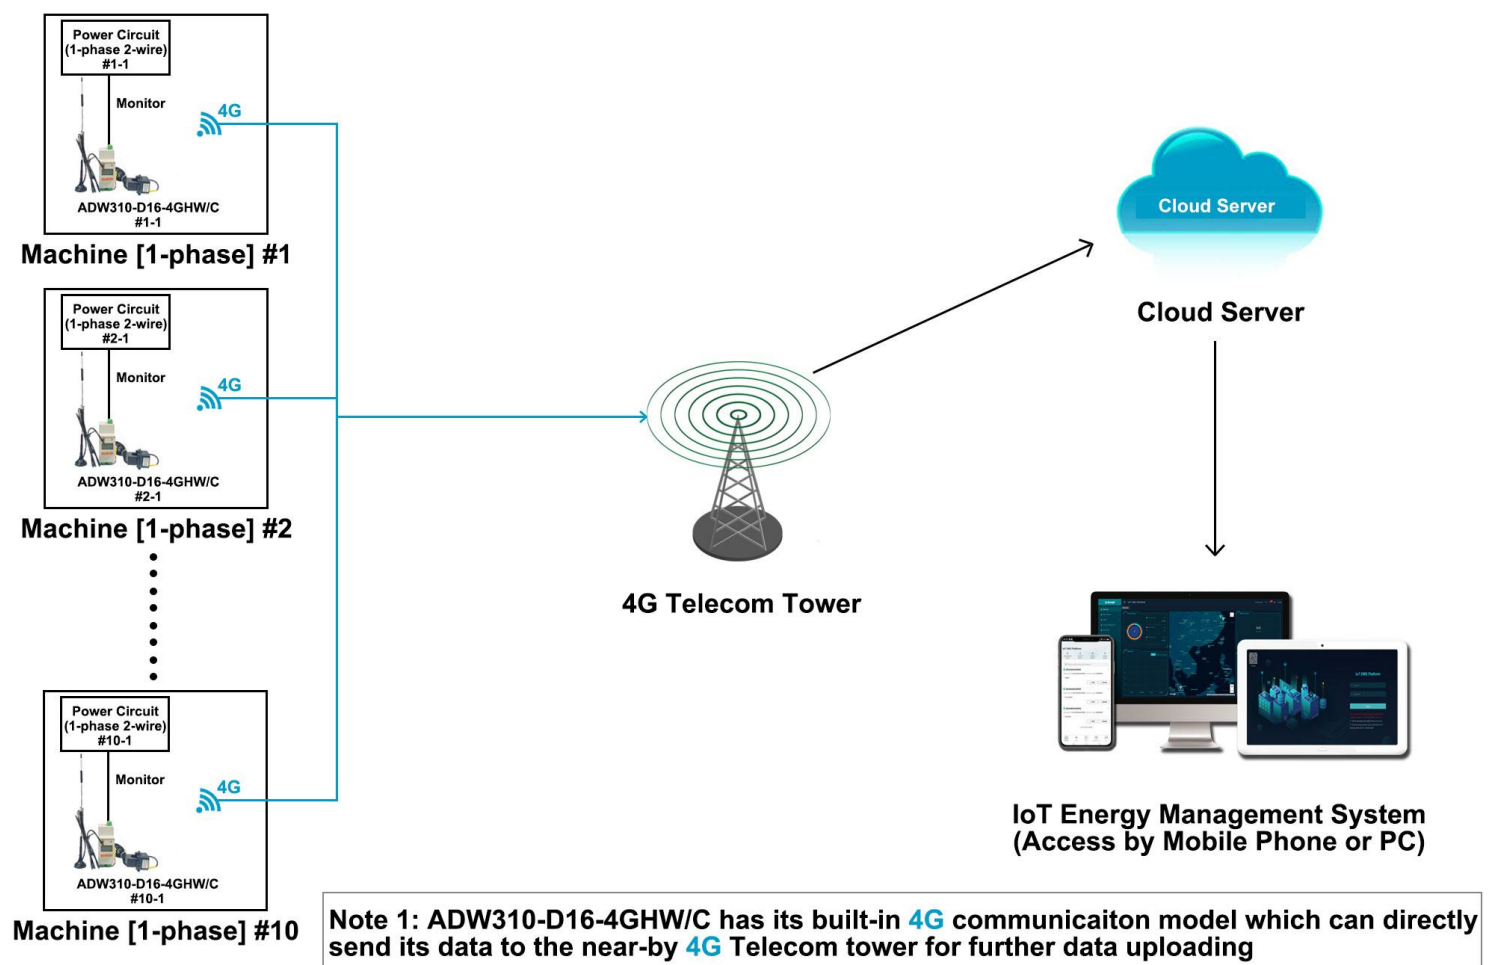 Power Circuit
(1-phase 2-wire)
#1-1
Monitor
4G
ADW310-D16-4GHW/C
#1-1
Machine [1-phase] #1
Power Circuit
(1-phase 2-wire)
#2-1
Monitor
4G
ADW310-D16-4GHW/C
#2-1
Machine [1-phase] #2
Power Circuit
(1-phase 2-wire)
#10-1
Monitor
4G
ADW310-D16-4GHW/C
#10-1
Machine [1-phase] #10
4G Telecom Tower
Cloud Server
Cloud Server
IoT Energy Management System
(Access by Mobile Phone or PC)
Note 1: ADW310-D16-4GHW/C has its built-in 4G communicaiton model which can directly
send its data to the near-by 4G Telecom tower for further data uploading